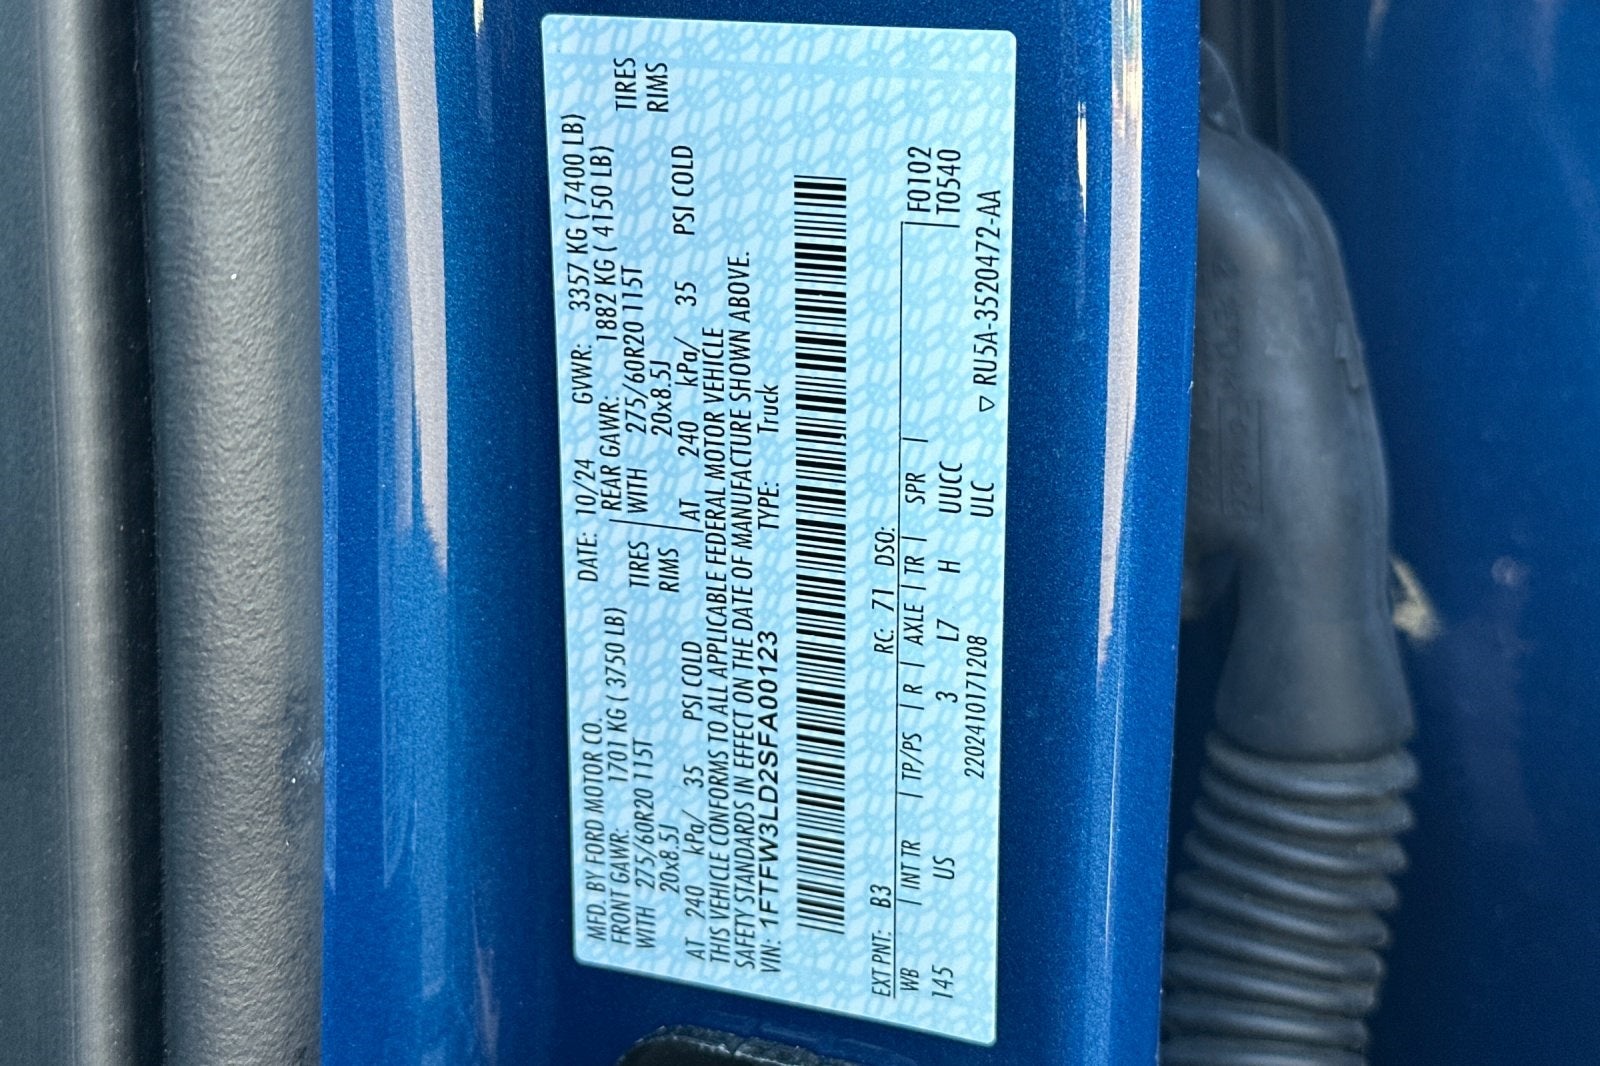 MFD. BY FORD MOTOR CO. DATE: 10/24 GVWR: 3357 KG ( 7400 LB)
FRONT GAWR: 1701 KG ( 3750 LB) REAR GAWR: 1882 KG ( 4150 LB)
WITH 275/60R20 115T TIRES WITH 275/60R20 115T TIRES
20x8.5J RIMS 20x8.5J RIMS
AT 240 kPa/ 35 PSI COLD AT 240 kPa/ 35 PSI COLD
THIS VEHICLE CONFORMS TO ALL APPLICABLE FEDERAL MOTOR VEHICLE
SAFETY STANDARDS IN EFFECT ON THE DATE OF MANUFACTURE SHOWN ABOVE.
VIN: 1FTFW3LD2SFA00123 TYPE: Truck
EXT PNT: B3 RC: 71 DSO:
WB | INT TR | TP/PS | R | AXLE | TR | SPR | F0102
145 US 3 L7 H UUCC T0540
2202410171208 ULC ▽ RU5A-3520472-AA